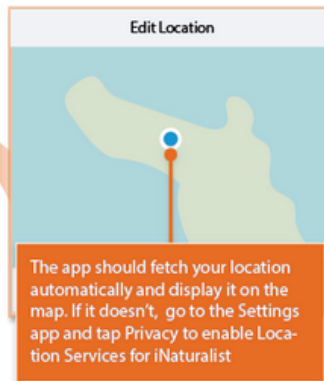 Edit Location
The app should fetch your location
automatically and display it on the
map. If it doesn't,  go to the Settings
app and tap Privacy to enable Loca-
tion Services for iNaturalist